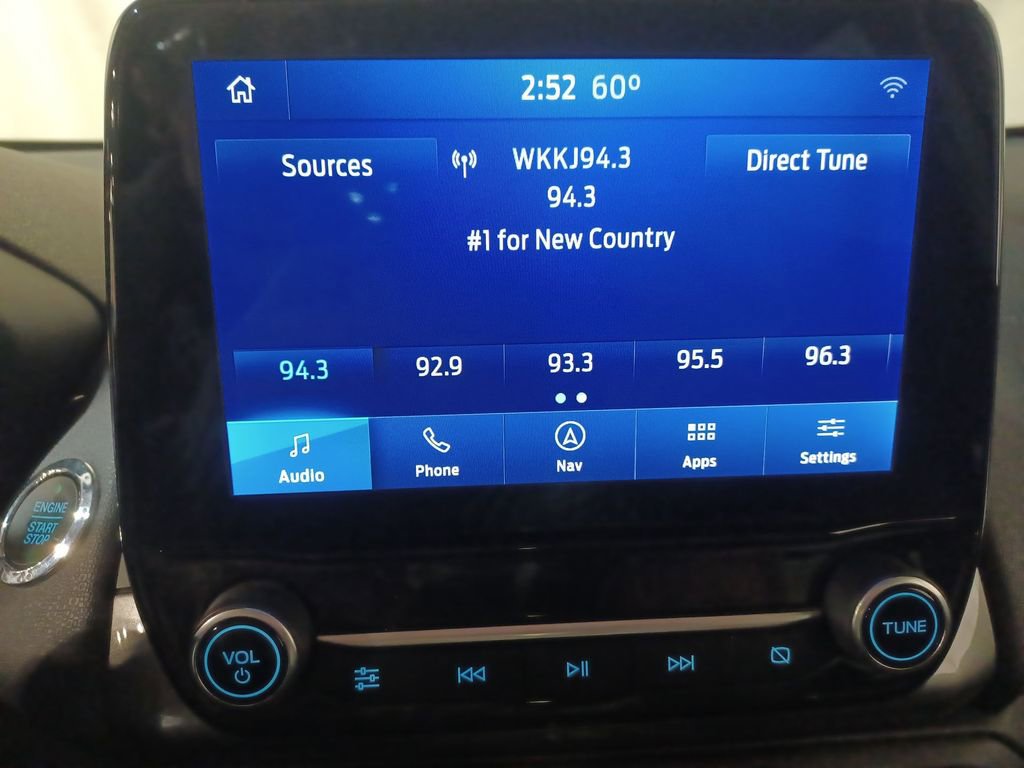 2:52 60º
Sources
WKKJ94.3
Direct Tune
94.3
#1 for New Country
94.3
92.9
93.3
95.5
96.3
Audio
Phone
Nav
Apps
Settings
ENGINE
START
STOP
VOL
TUNE